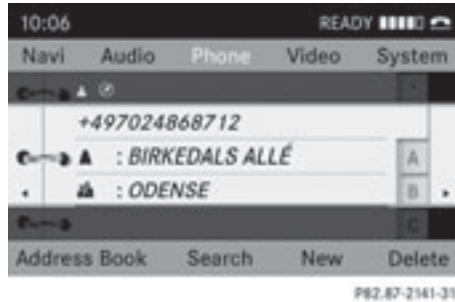 10:06 READY
Navi Audio Phone Video System
+497024868712
: BIRKEDALS ALLÉ A
: ODENSE B
C
Address Book Search New Delete
P82.87-2141-31